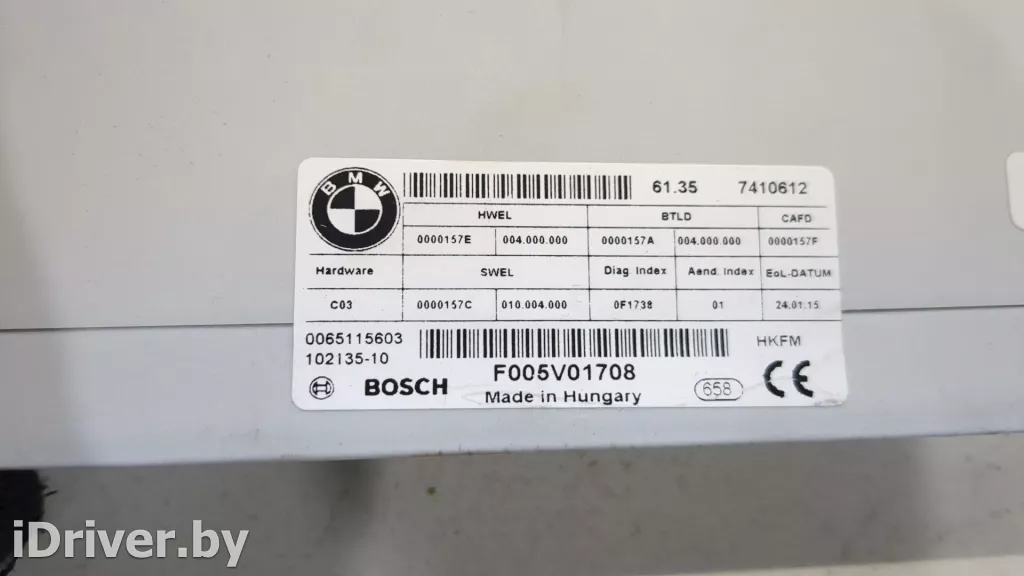 BMW
61.35 7410612
HWEL BTLD CAFD
0000157E 004.000.000 0000157A 004.000.000 0000157F
Hardware SWEL Diag. Index Aend. Index EoL-DATUM
C03 0000157C 010.004.000 0F1738 01 24.01.15
0065115603 HKFM
102135-10
BOSCH F005V01708 658 CE
Made in Hungary
iDriver.by